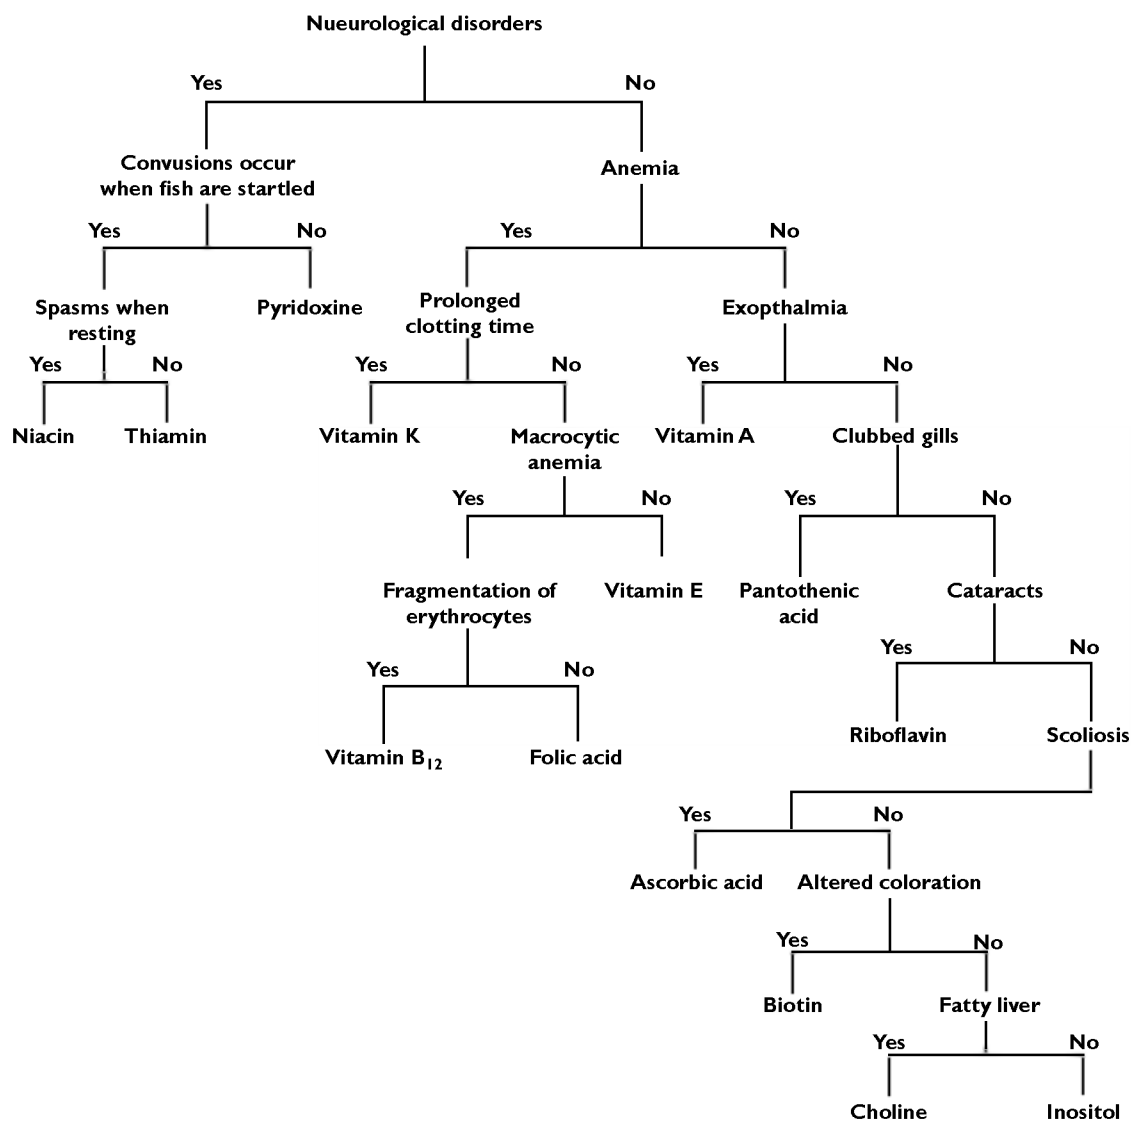 Nueurological disorders
Yes
No
Convusions occur
when fish are startled
Anemia
Yes
No
Yes
No
Spasms when
resting
Pyridoxine
Prolonged
clotting time
Exopthalmia
Yes
No
Yes
No
Yes
No
Niacin
Thiamin
Vitamin K
Macrocytic
anemia
Vitamin A
Clubbed gills
Yes
No
Yes
No
Fragmentation of
erythrocytes
Vitamin E
Pantothenic
acid
Cataracts
Yes
No
Yes
No
Vitamin B12
Folic acid
Riboflavin
Scoliosis
Yes
No
Ascorbic acid
Altered coloration
Yes
No
Biotin
Fatty liver
Yes
No
Choline
Inositol